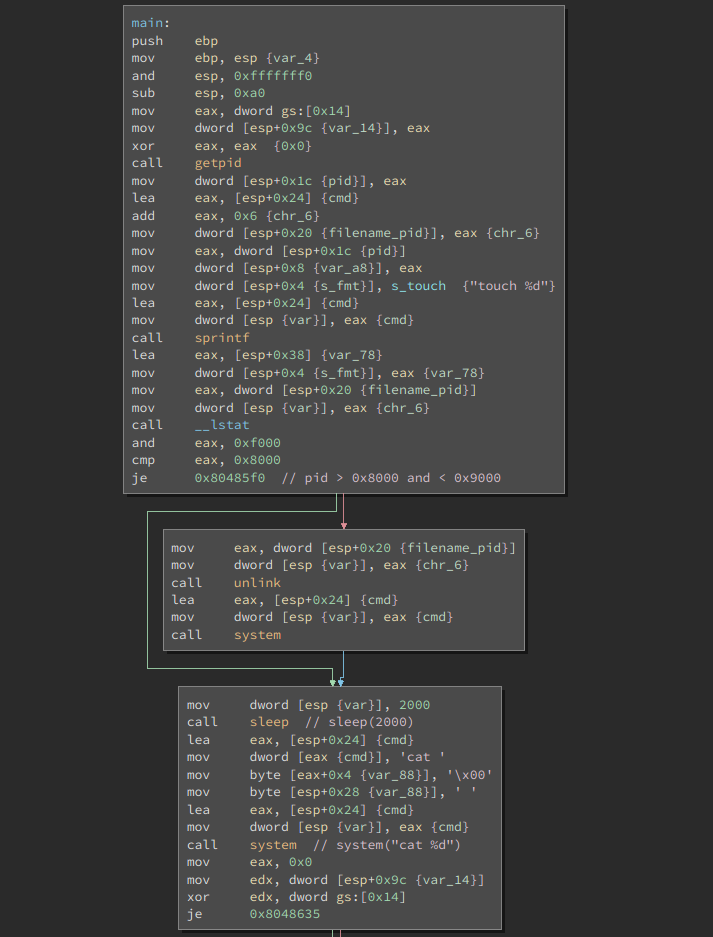 main:
push ebp
mov ebp, esp {var_4}
and esp, 0xfffffff0
sub esp, 0xa0
mov eax, dword gs:[0x14]
mov dword [esp+0x9c {var_14}], eax
xor eax, eax {0x0}
call getpid
mov dword [esp+0x1c {pid}], eax
lea eax, [esp+0x24] {cmd}
add eax, 0x6 {chr_6}
mov dword [esp+0x20 {filename_pid}], eax {chr_6}
mov eax, dword [esp+0x1c {pid}]
mov dword [esp+0x8 {var_a8}], eax
mov dword [esp+0x4 {s_fmt}], s_touch {"touch %d"}
lea eax, [esp+0x24] {cmd}
mov dword [esp {var}], eax {cmd}
call sprintf
lea eax, [esp+0x38] {var_78}
mov dword [esp+0x4 {s_fmt}], eax {var_78}
mov eax, dword [esp+0x20 {filename_pid}]
mov dword [esp {var}], eax {chr_6}
call __lstat
and eax, 0xf000
cmp eax, 0x8000
je 0x80485f0 // pid > 0x8000 and < 0x9000
mov eax, dword [esp+0x20 {filename_pid}]
mov dword [esp {var}], eax {chr_6}
call unlink
lea eax, [esp+0x24] {cmd}
mov dword [esp {var}], eax {cmd}
call system
mov dword [esp {var}], 2000
call sleep // sleep(2000)
lea eax, [esp+0x24] {cmd}
mov dword [eax {cmd}], 'cat '
mov byte [eax+0x4 {var_88}], '\x00'
mov byte [esp+0x28 {var_88}], ' '
lea eax, [esp+0x24] {cmd}
mov dword [esp {var}], eax {cmd}
call system // system("cat %d")
mov eax, 0x0
mov edx, dword [esp+0x9c {var_14}]
xor edx, dword gs:[0x14]
je 0x8048635